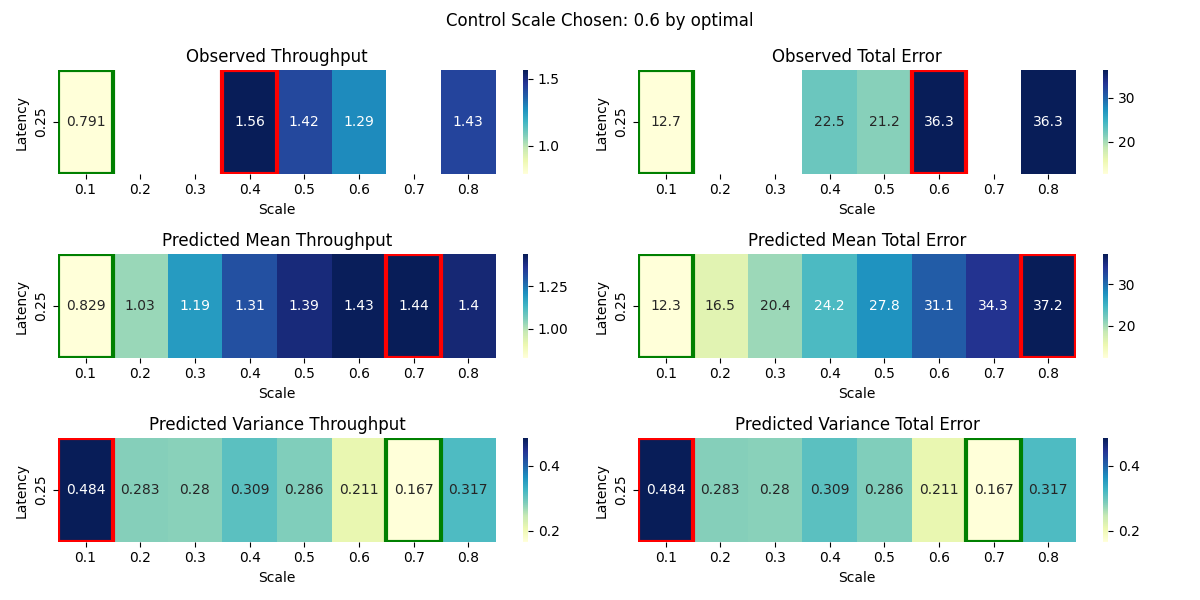 Control Scale Chosen: 0.6 by optimal
Observed Throughput
Latency
0.25
0.791 1.56 1.42 1.29 1.43
0.1 0.2 0.3 0.4 0.5 0.6 0.7 0.8
Scale
1.5
1.0
Observed Total Error
Latency
0.25
12.7 22.5 21.2 36.3 36.3
0.1 0.2 0.3 0.4 0.5 0.6 0.7 0.8
Scale
30
20
Predicted Mean Throughput
Latency
0.25
0.829 1.03 1.19 1.31 1.39 1.43 1.44 1.4
0.1 0.2 0.3 0.4 0.5 0.6 0.7 0.8
Scale
1.25
1.00
Predicted Mean Total Error
Latency
0.25
12.3 16.5 20.4 24.2 27.8 31.1 34.3 37.2
0.1 0.2 0.3 0.4 0.5 0.6 0.7 0.8
Scale
30
20
Predicted Variance Throughput
Latency
0.25
0.484 0.283 0.28 0.309 0.286 0.211 0.167 0.317
0.1 0.2 0.3 0.4 0.5 0.6 0.7 0.8
Scale
0.4
0.2
Predicted Variance Total Error
Latency
0.25
0.484 0.283 0.28 0.309 0.286 0.211 0.167 0.317
0.1 0.2 0.3 0.4 0.5 0.6 0.7 0.8
Scale
0.4
0.2